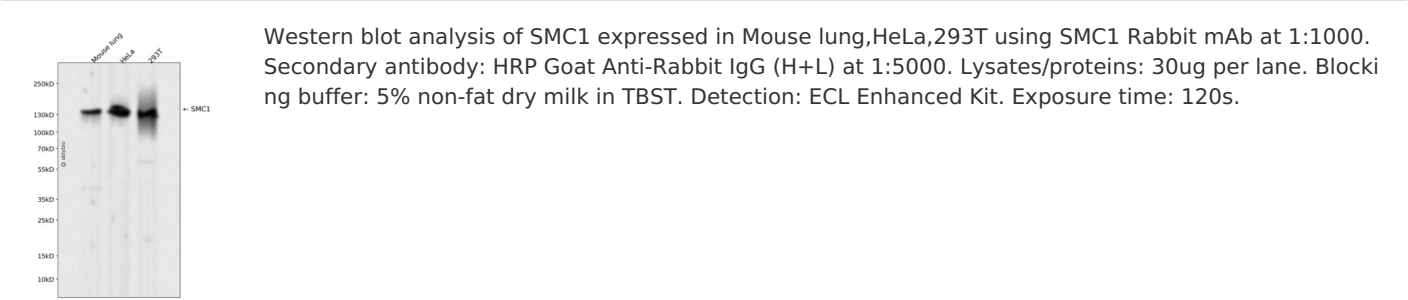 Mouse lung
HeLa
293T
250kD
130kD
100kD
70kD
55kD
35kD
25kD
15kD
10kD
← SMC1
Western blot analysis of SMC1 expressed in Mouse lung,HeLa,293T using SMC1 Rabbit mAb at 1:1000.
Secondary antibody: HRP Goat Anti-Rabbit IgG (H+L) at 1:5000. Lysates/proteins: 30ug per lane. Blocki
ng buffer: 5% non-fat dry milk in TBST. Detection: ECL Enhanced Kit. Exposure time: 120s.